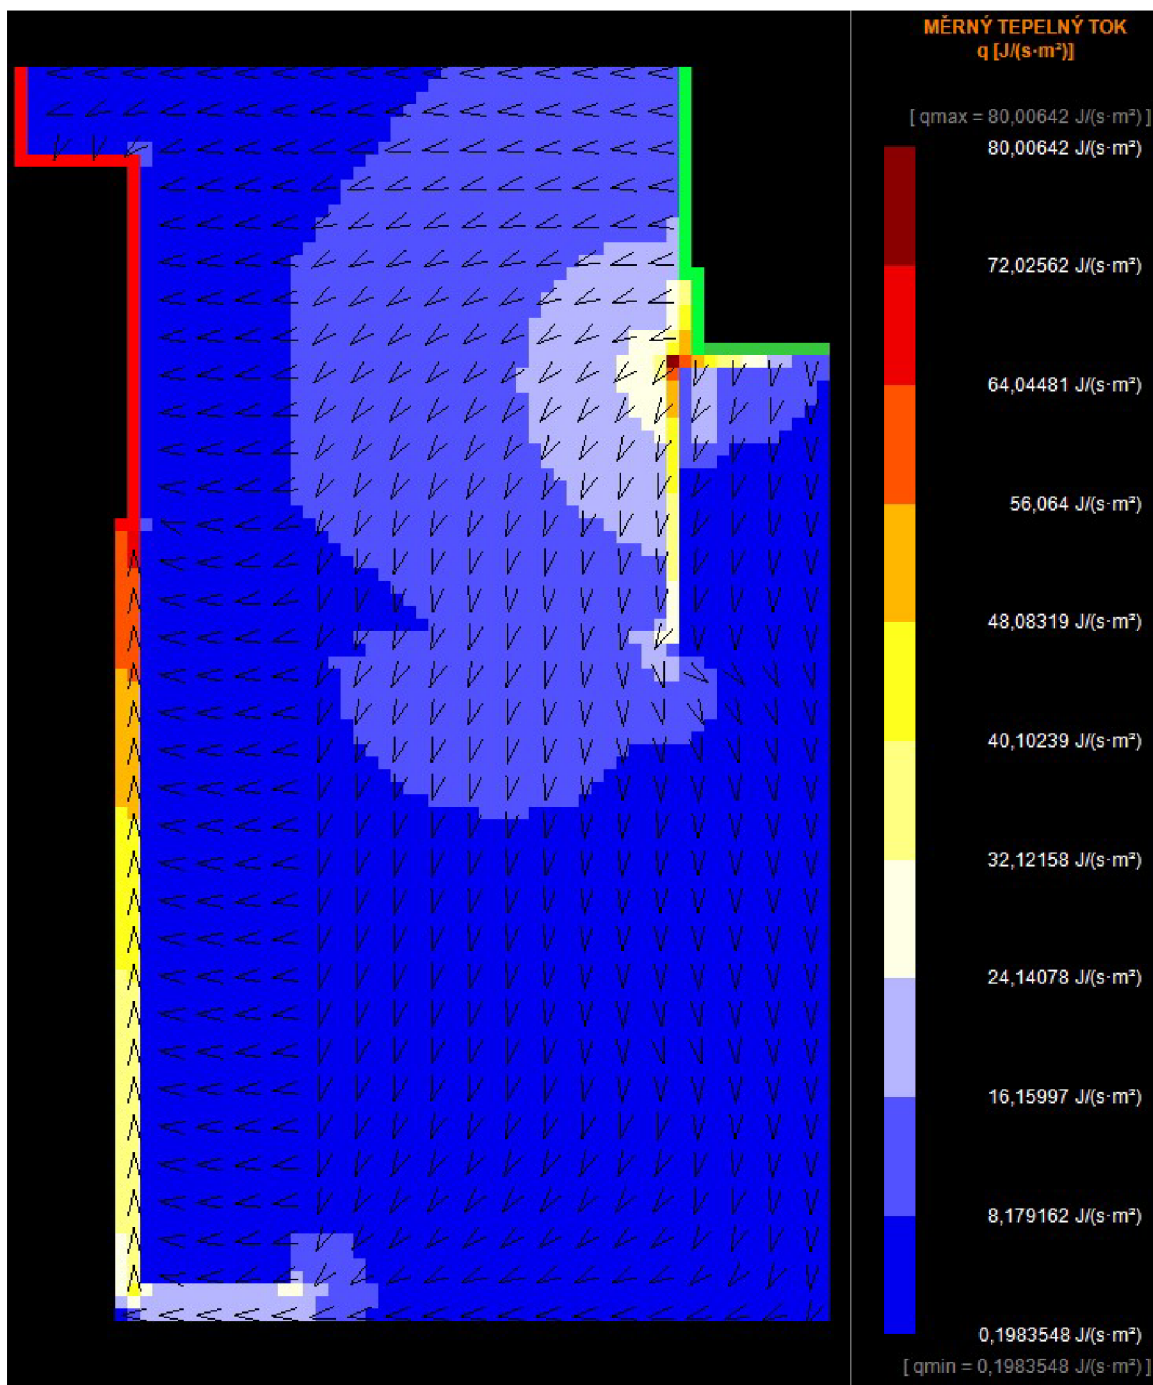 MĚRNÝ TEPELNÝ TOK
q [J/(s·m²)]
[ qmax = 80,00642 J/(s·m²) ]
80,00642 J/(s·m²)
72,02562 J/(s·m²)
64,04481 J/(s·m²)
56,064 J/(s·m²)
48,08319 J/(s·m²)
40,10239 J/(s·m²)
32,12158 J/(s·m²)
24,14078 J/(s·m²)
16,15997 J/(s·m²)
8,179162 J/(s·m²)
0,1983548 J/(s·m²)
[ qmin = 0,1983548 J/(s·m²) ]